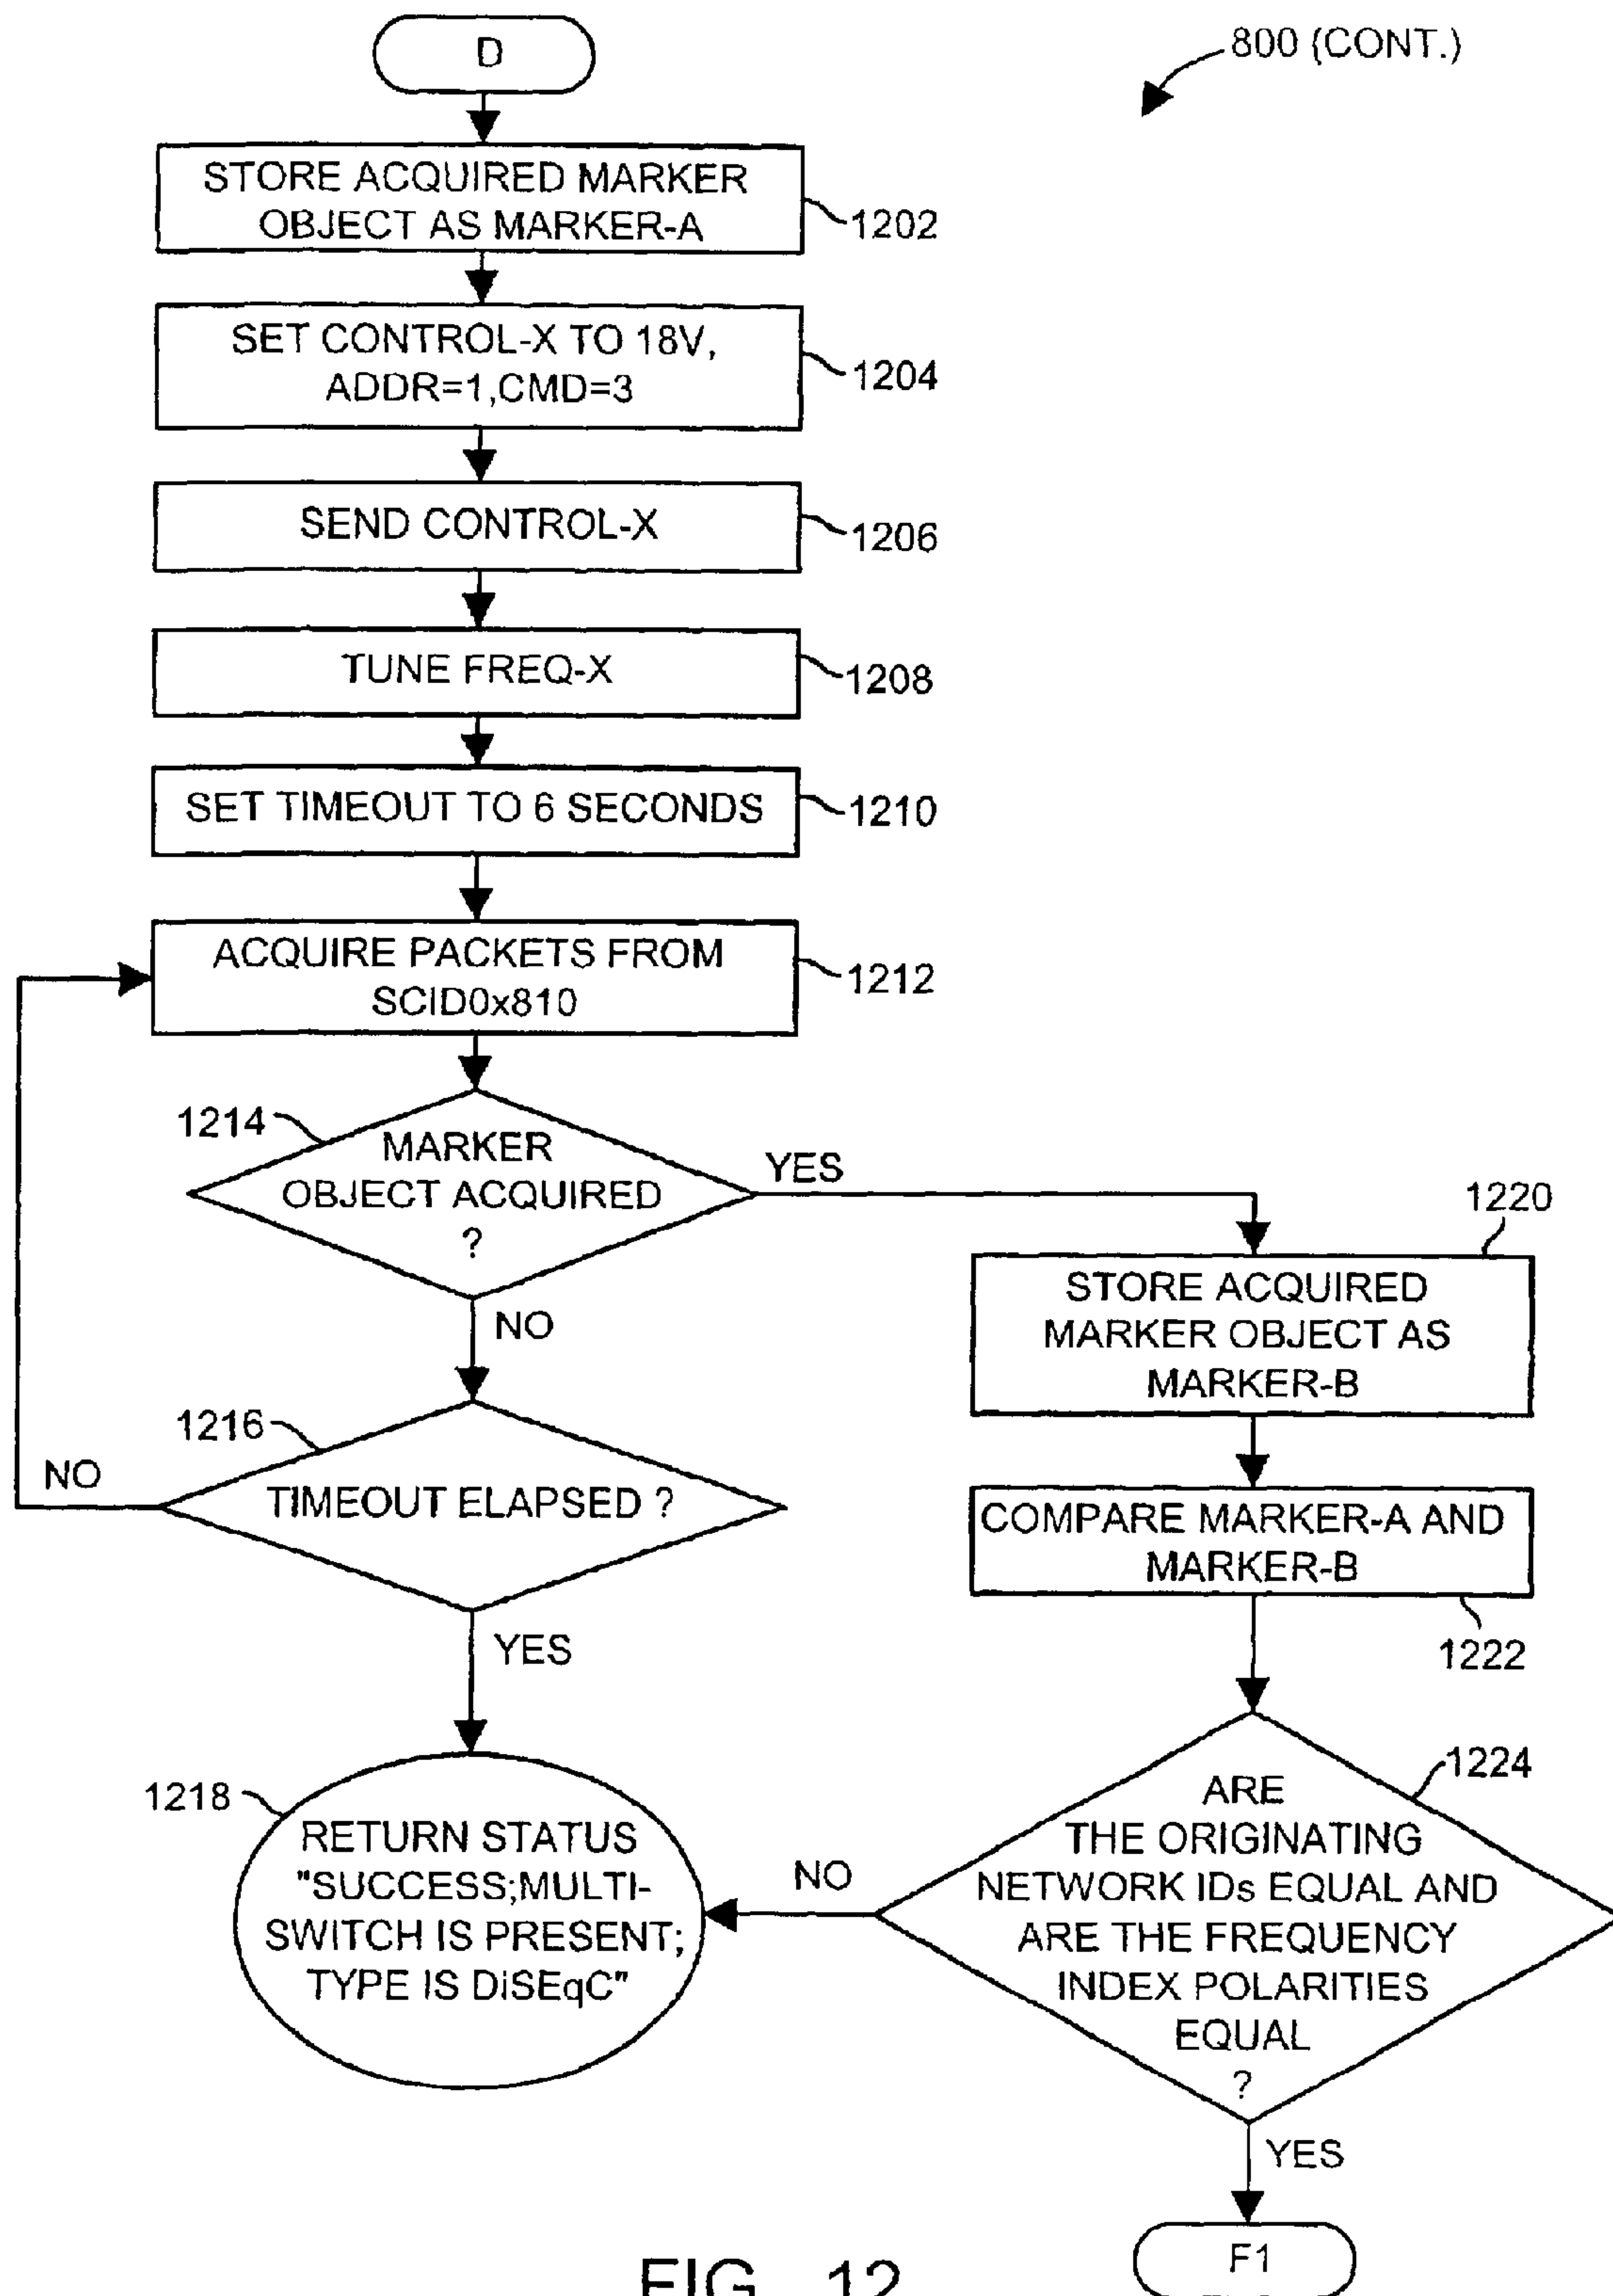 D
800 (CONT.)
STORE ACQUIRED MARKER
OBJECT AS MARKER-A
1202
SET CONTROL-X TO 18V,
ADDR=1,CMD=3
1204
SEND CONTROL-X
1206
TUNE FREQ-X
1208
SET TIMEOUT TO 6 SECONDS
1210
ACQUIRE PACKETS FROM
SCID0x810
1212
1214
MARKER
OBJECT ACQUIRED
?
YES
NO
1220
STORE ACQUIRED
MARKER OBJECT AS
MARKER-B
1216
TIMEOUT ELAPSED ?
NO
YES
COMPARE MARKER-A AND
MARKER-B
1222
1218
RETURN STATUS
"SUCCESS;MULTI-
SWITCH IS PRESENT;
TYPE IS DiSEqC"
NO
1224
ARE
THE ORIGINATING
NETWORK IDs EQUAL AND
ARE THE FREQUENCY
INDEX POLARITIES
EQUAL
?
YES
F1
FIG. 12